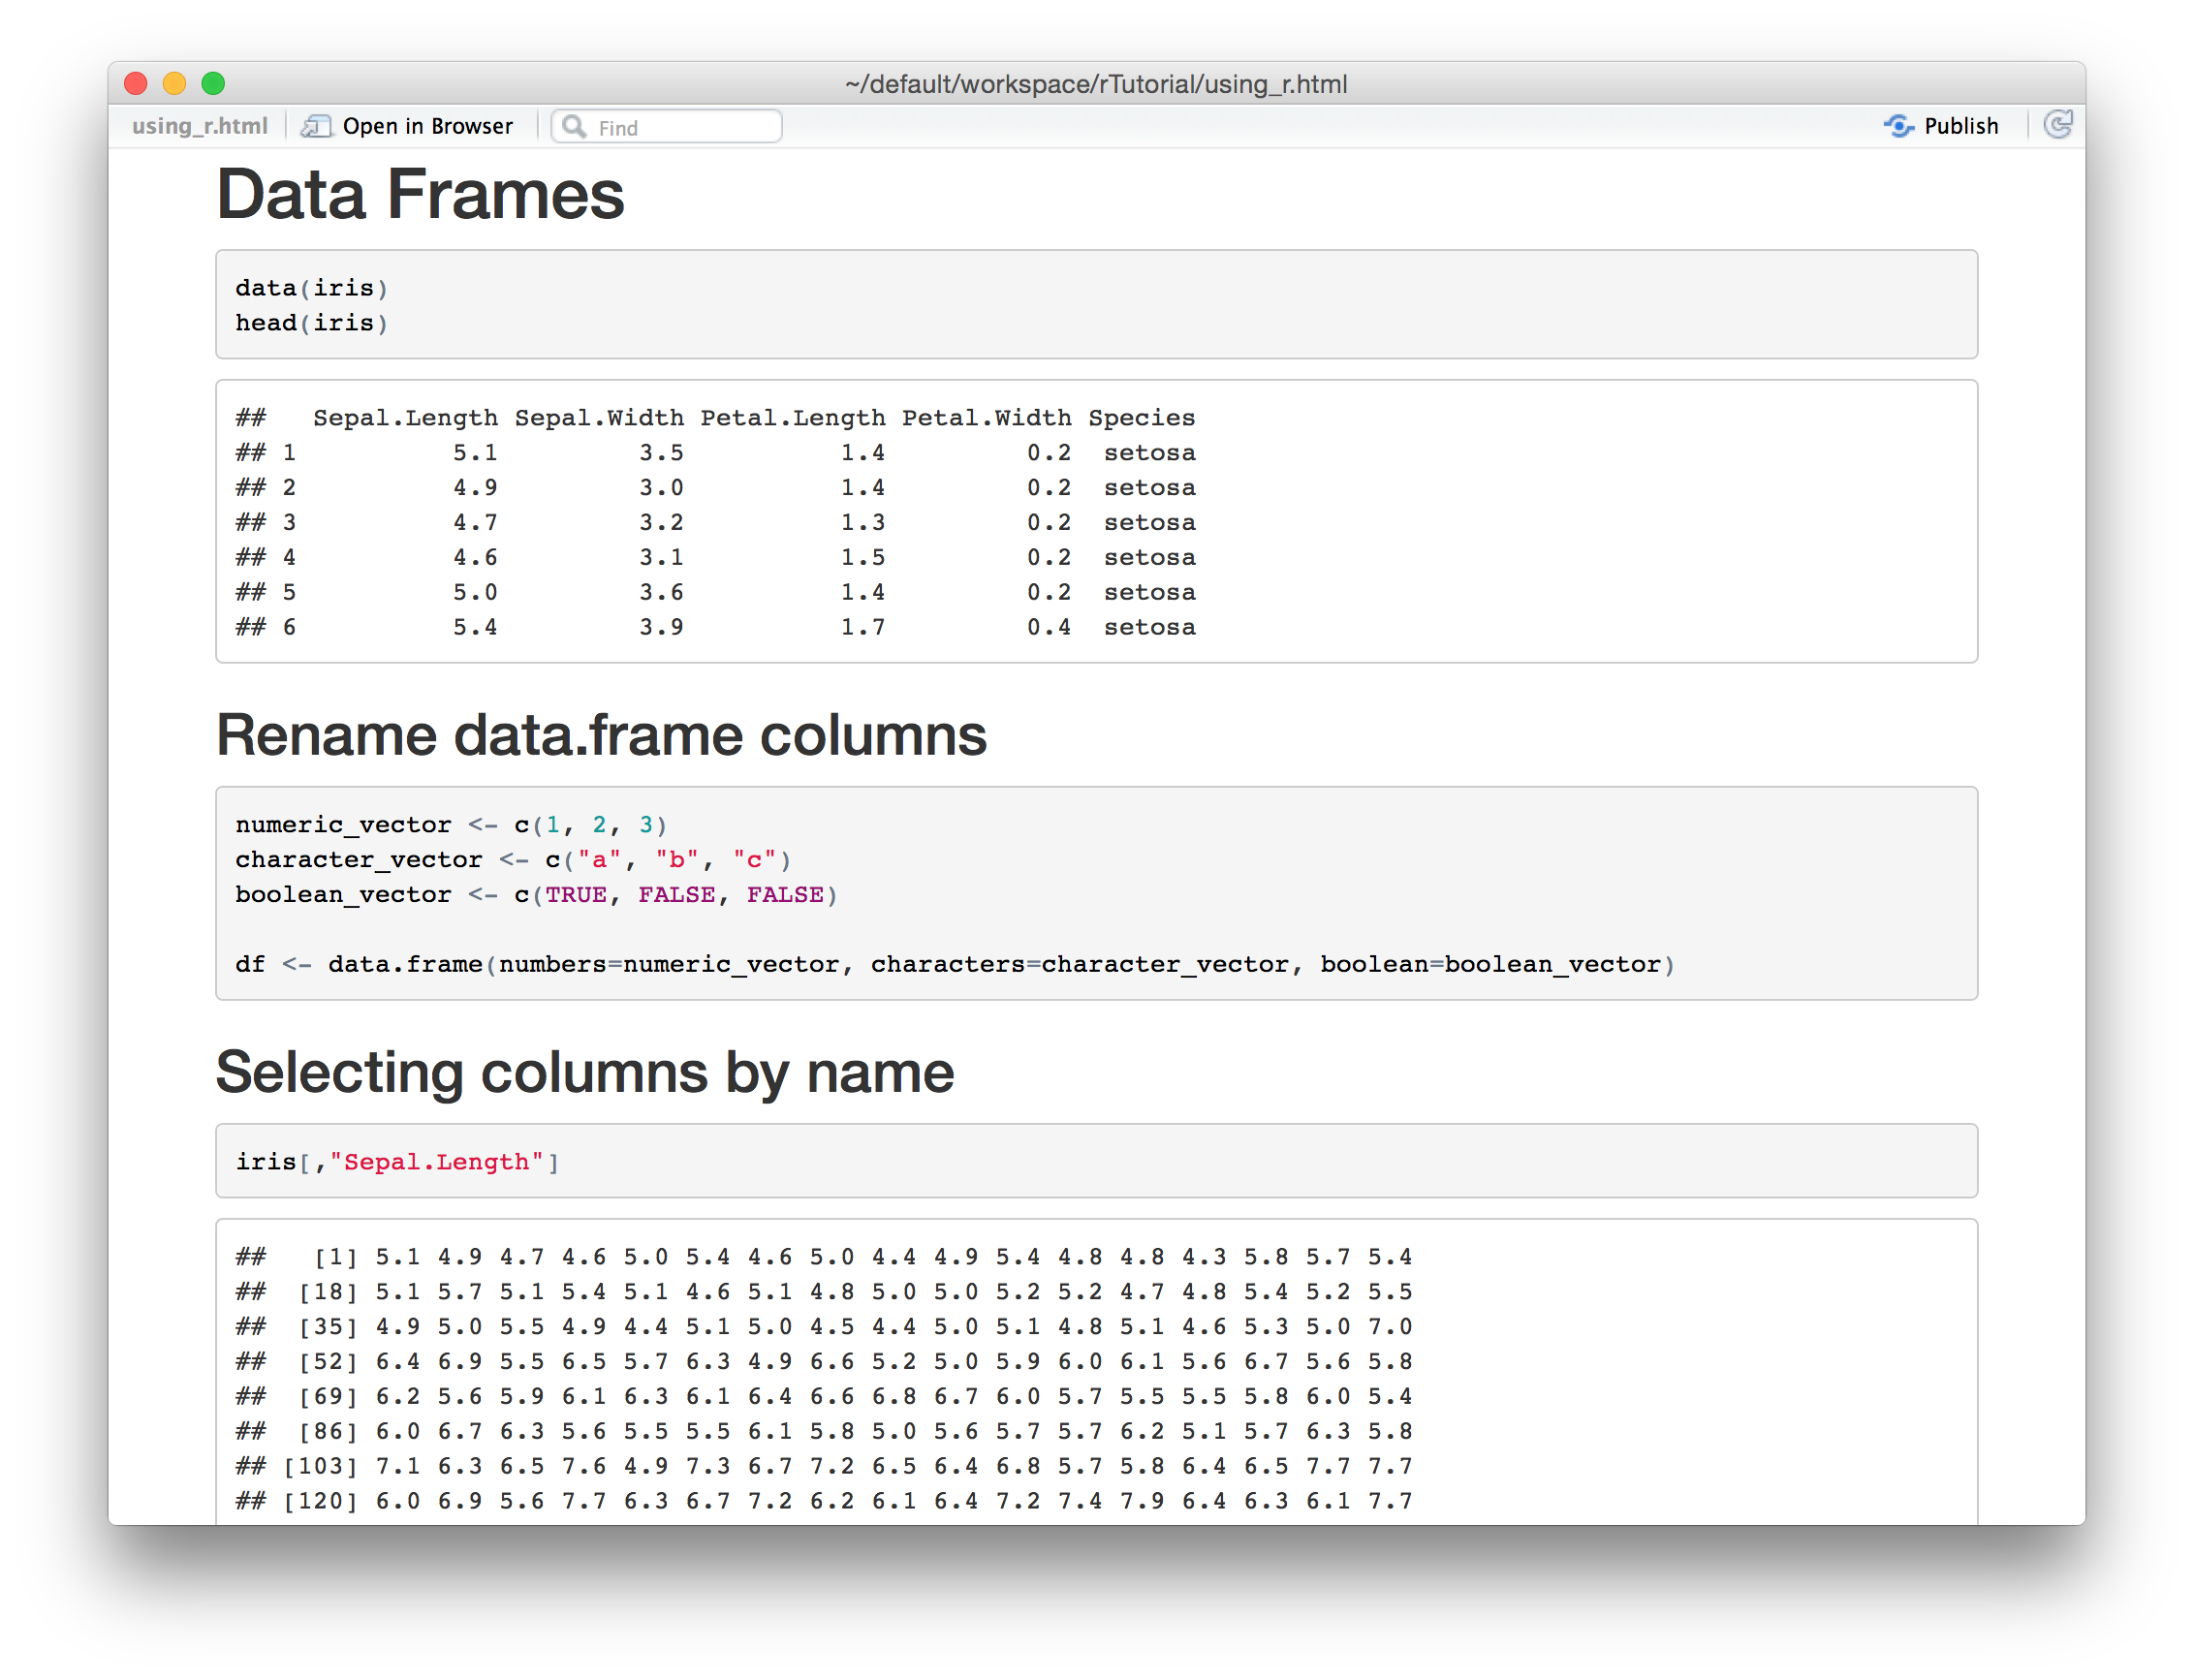 ~/default/workspace/rTutorial/using_r.html
using_r.html Open in Browser Find Publish
Data Frames
data(iris)
head(iris)
##   Sepal.Length Sepal.Width Petal.Length Petal.Width Species
## 1          5.1         3.5          1.4         0.2  setosa
## 2          4.9         3.0          1.4         0.2  setosa
## 3          4.7         3.2          1.3         0.2  setosa
## 4          4.6         3.1          1.5         0.2  setosa
## 5          5.0         3.6          1.4         0.2  setosa
## 6          5.4         3.9          1.7         0.4  setosa
Rename data.frame columns
numeric_vector <- c(1, 2, 3)
character_vector <- c("a", "b", "c")
boolean_vector <- c(TRUE, FALSE, FALSE)
df <- data.frame(numbers=numeric_vector, characters=character_vector, boolean=boolean_vector)
Selecting columns by name
iris[,"Sepal.Length"]
##   [1] 5.1 4.9 4.7 4.6 5.0 5.4 4.6 5.0 4.4 4.9 5.4 4.8 4.8 4.3 5.8 5.7 5.4
##  [18] 5.1 5.7 5.1 5.4 5.1 4.6 5.1 4.8 5.0 5.0 5.2 5.2 4.7 4.8 5.4 5.2 5.5
##  [35] 4.9 5.0 5.5 4.9 4.4 5.1 5.0 4.5 4.4 5.0 5.1 4.8 5.1 4.6 5.3 5.0 7.0
##  [52] 6.4 6.9 5.5 6.5 5.7 6.3 4.9 6.6 5.2 5.0 5.9 6.0 6.1 5.6 6.7 5.6 5.8
##  [69] 6.2 5.6 5.9 6.1 6.3 6.1 6.4 6.6 6.8 6.7 6.0 5.7 5.5 5.5 5.8 6.0 5.4
##  [86] 6.0 6.7 6.3 5.6 5.5 5.5 6.1 5.8 5.0 5.6 5.7 5.7 6.2 5.1 5.7 6.3 5.8
## [103] 7.1 6.3 6.5 7.6 4.9 7.3 6.7 7.2 6.5 6.4 6.8 5.7 5.8 6.4 6.5 7.7 7.7
## [120] 6.0 6.9 5.6 7.7 6.3 6.7 7.2 6.2 6.1 6.4 7.2 7.4 7.9 6.4 6.3 6.1 7.7